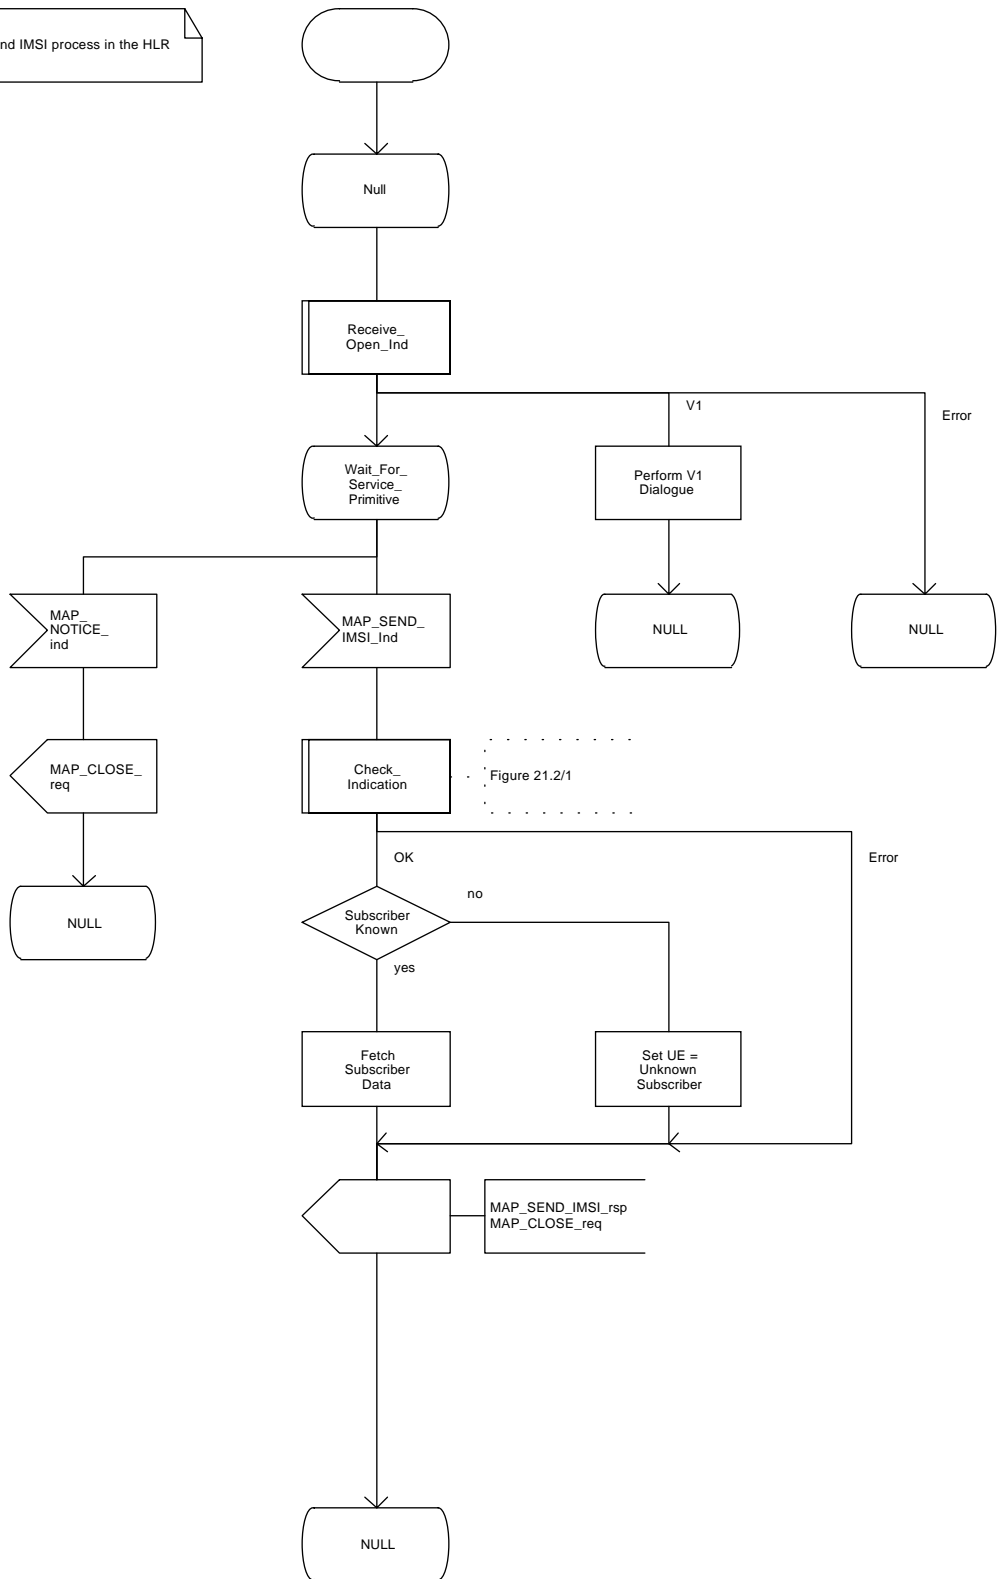 nd IMSI process in the HLR
Null
Receive_
Open_Ind
V1
Error
Wait_For_
Service_
Primitive
Perform V1
Dialogue
MAP_
NOTICE_
ind
MAP_SEND_
IMSI_Ind
NULL
NULL
MAP_CLOSE_
req
Check_
Indication
Figure 21.2/1
OK
Error
no
Subscriber
Known
NULL
yes
Fetch
Subscriber
Data
Set UE =
Unknown
Subscriber
MAP_SEND_IMSI_rsp
MAP_CLOSE_req
NULL